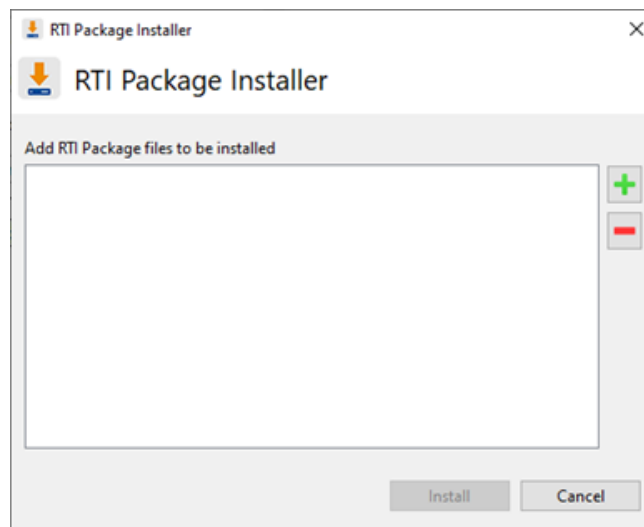 RTI Package Installer
RTI Package Installer
Add RTI Package files to be installed
Install
Cancel